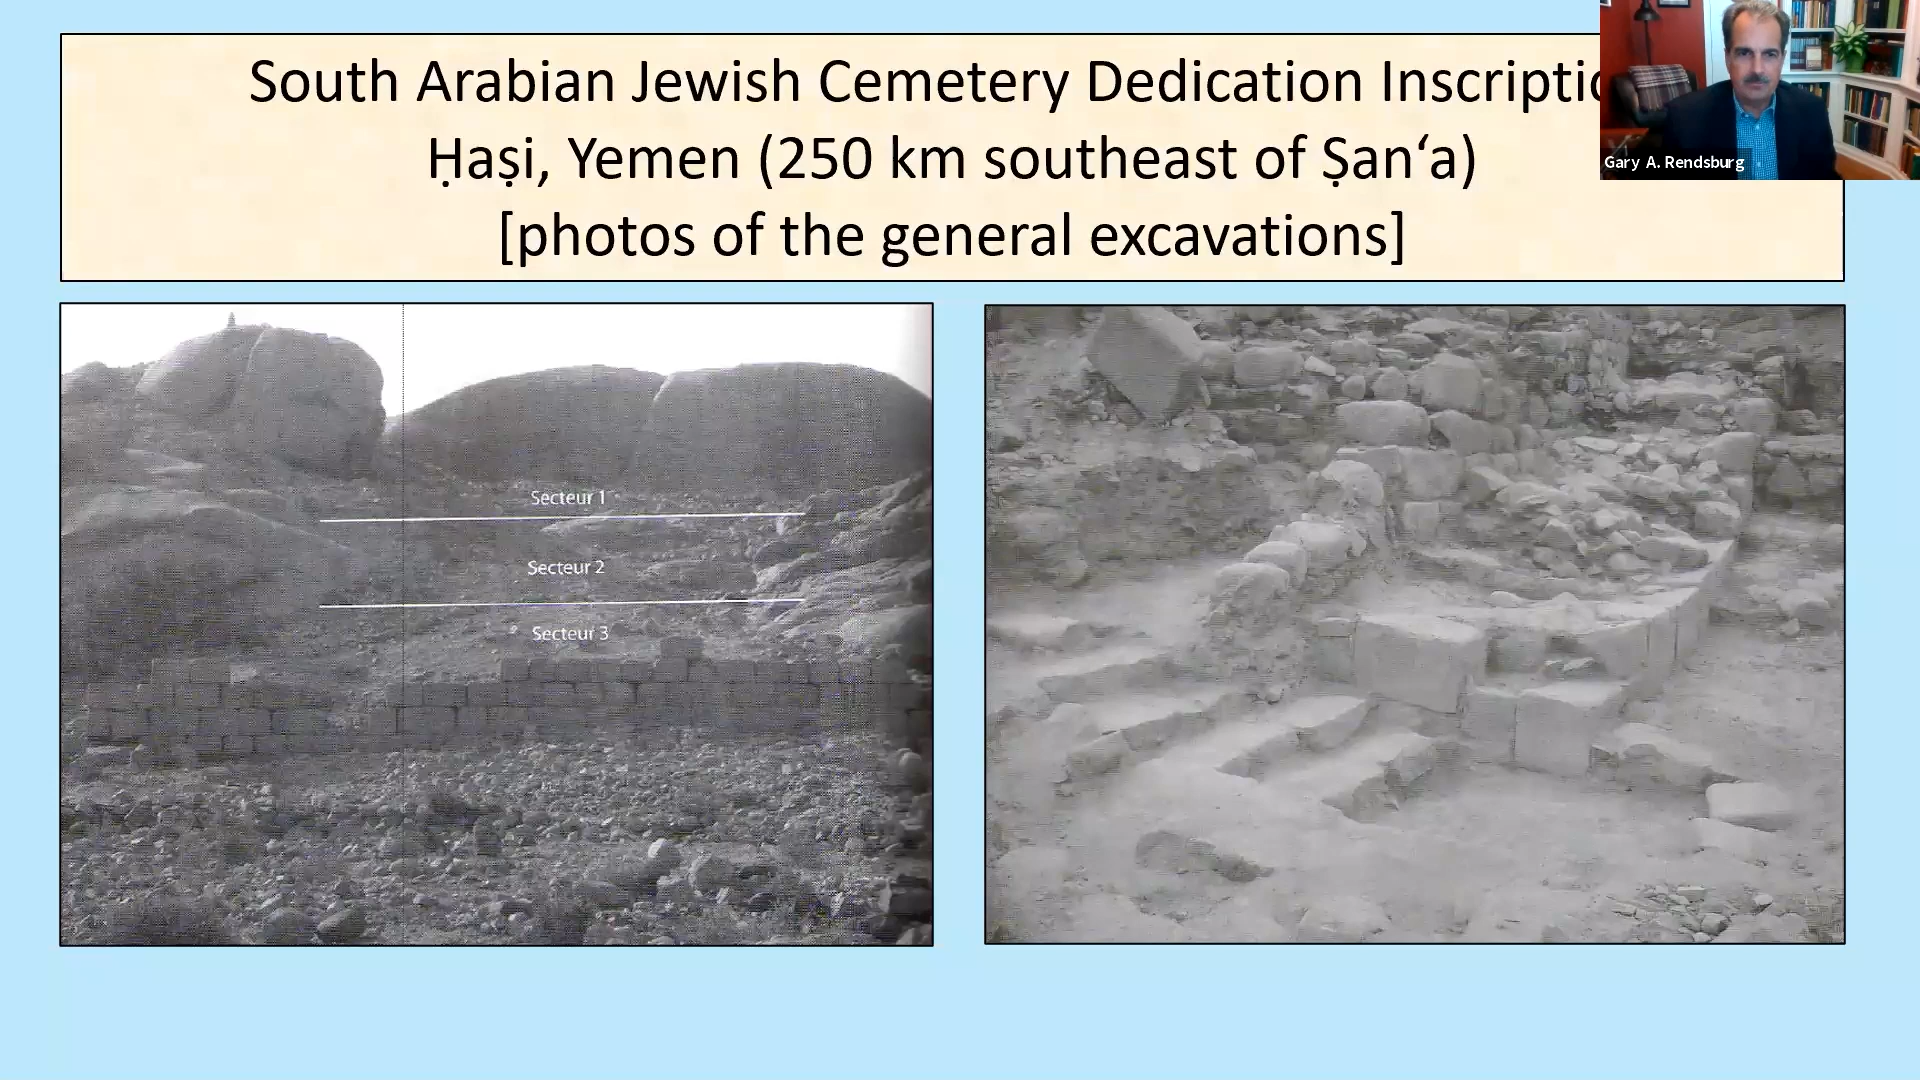 South Arabian Jewish Cemetery Dedication Inscriptio
Ḥaṣi, Yemen (250 km southeast of Ṣan‘a)
[photos of the general excavations]
Gary A. Rendsburg
Secteur 1
Secteur 2
Secteur 3